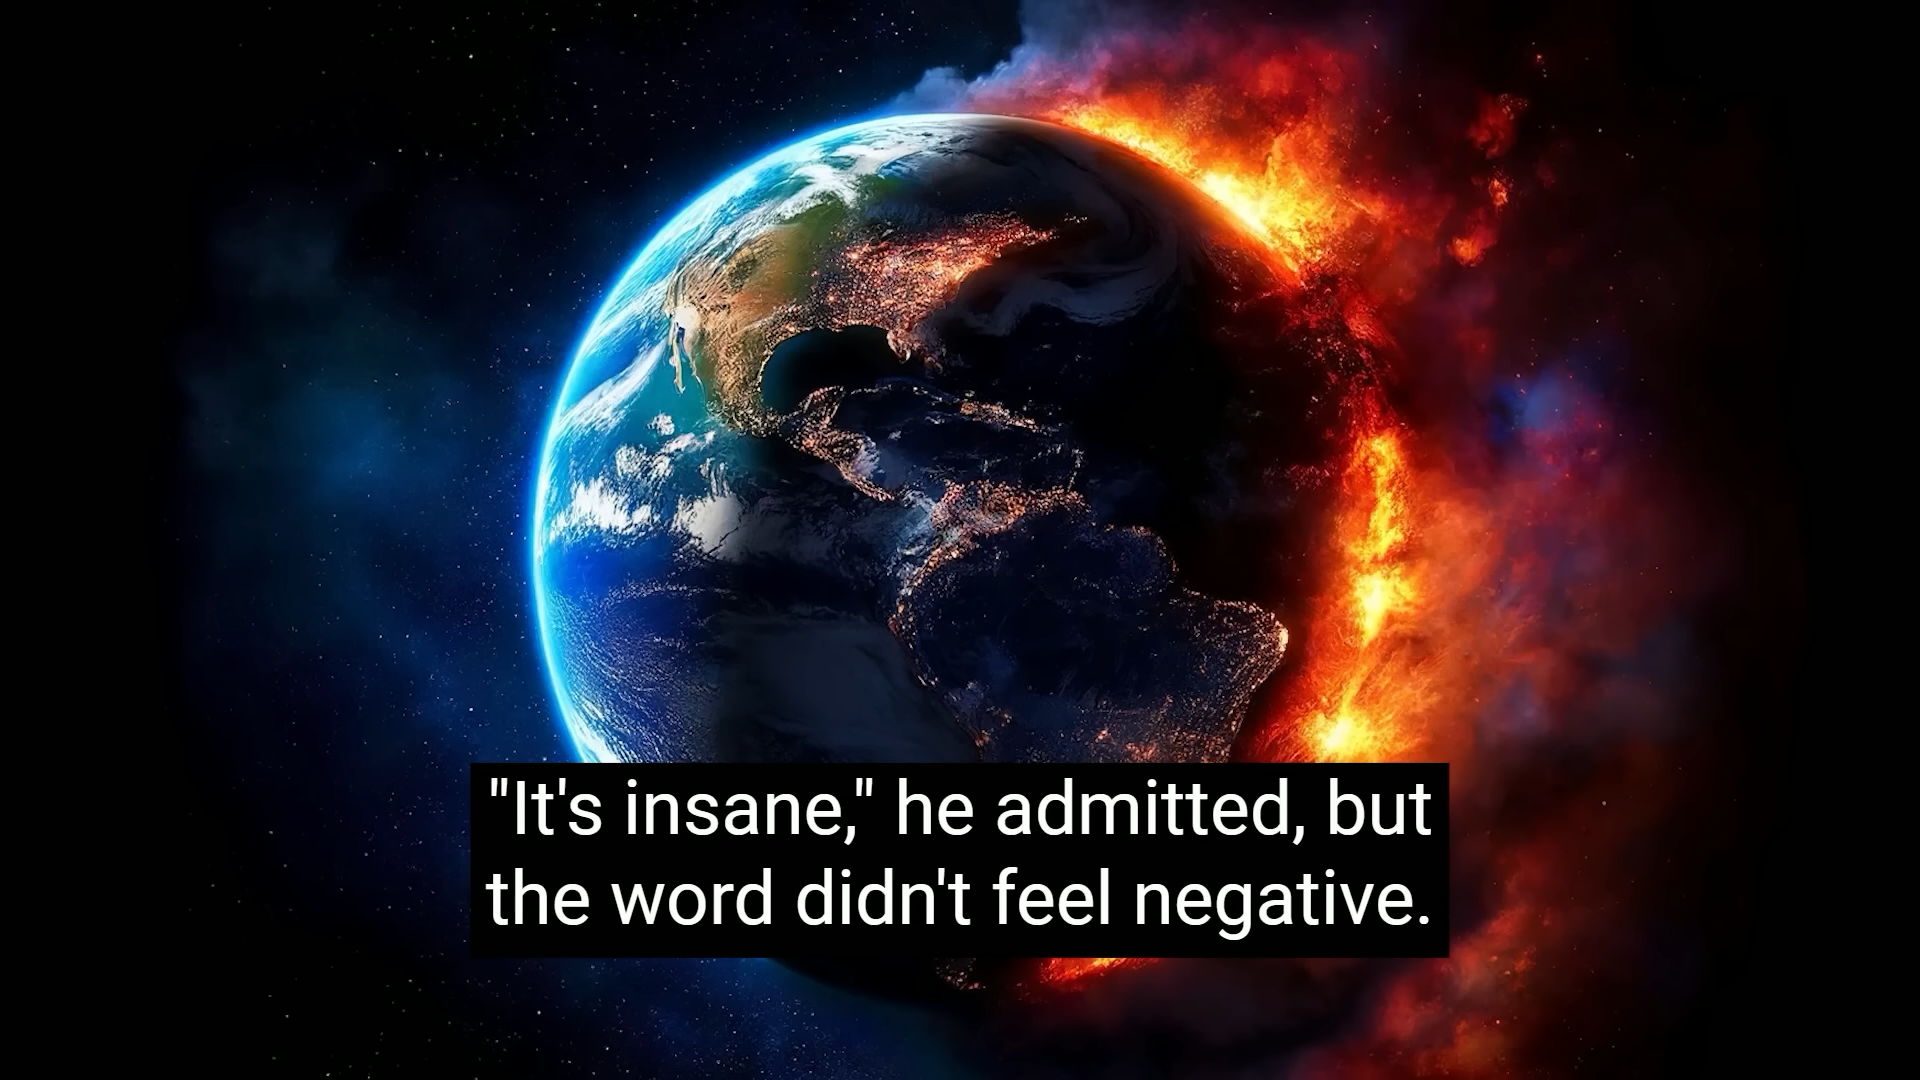 "It's insane," he admitted, but
the word didn't feel negative.